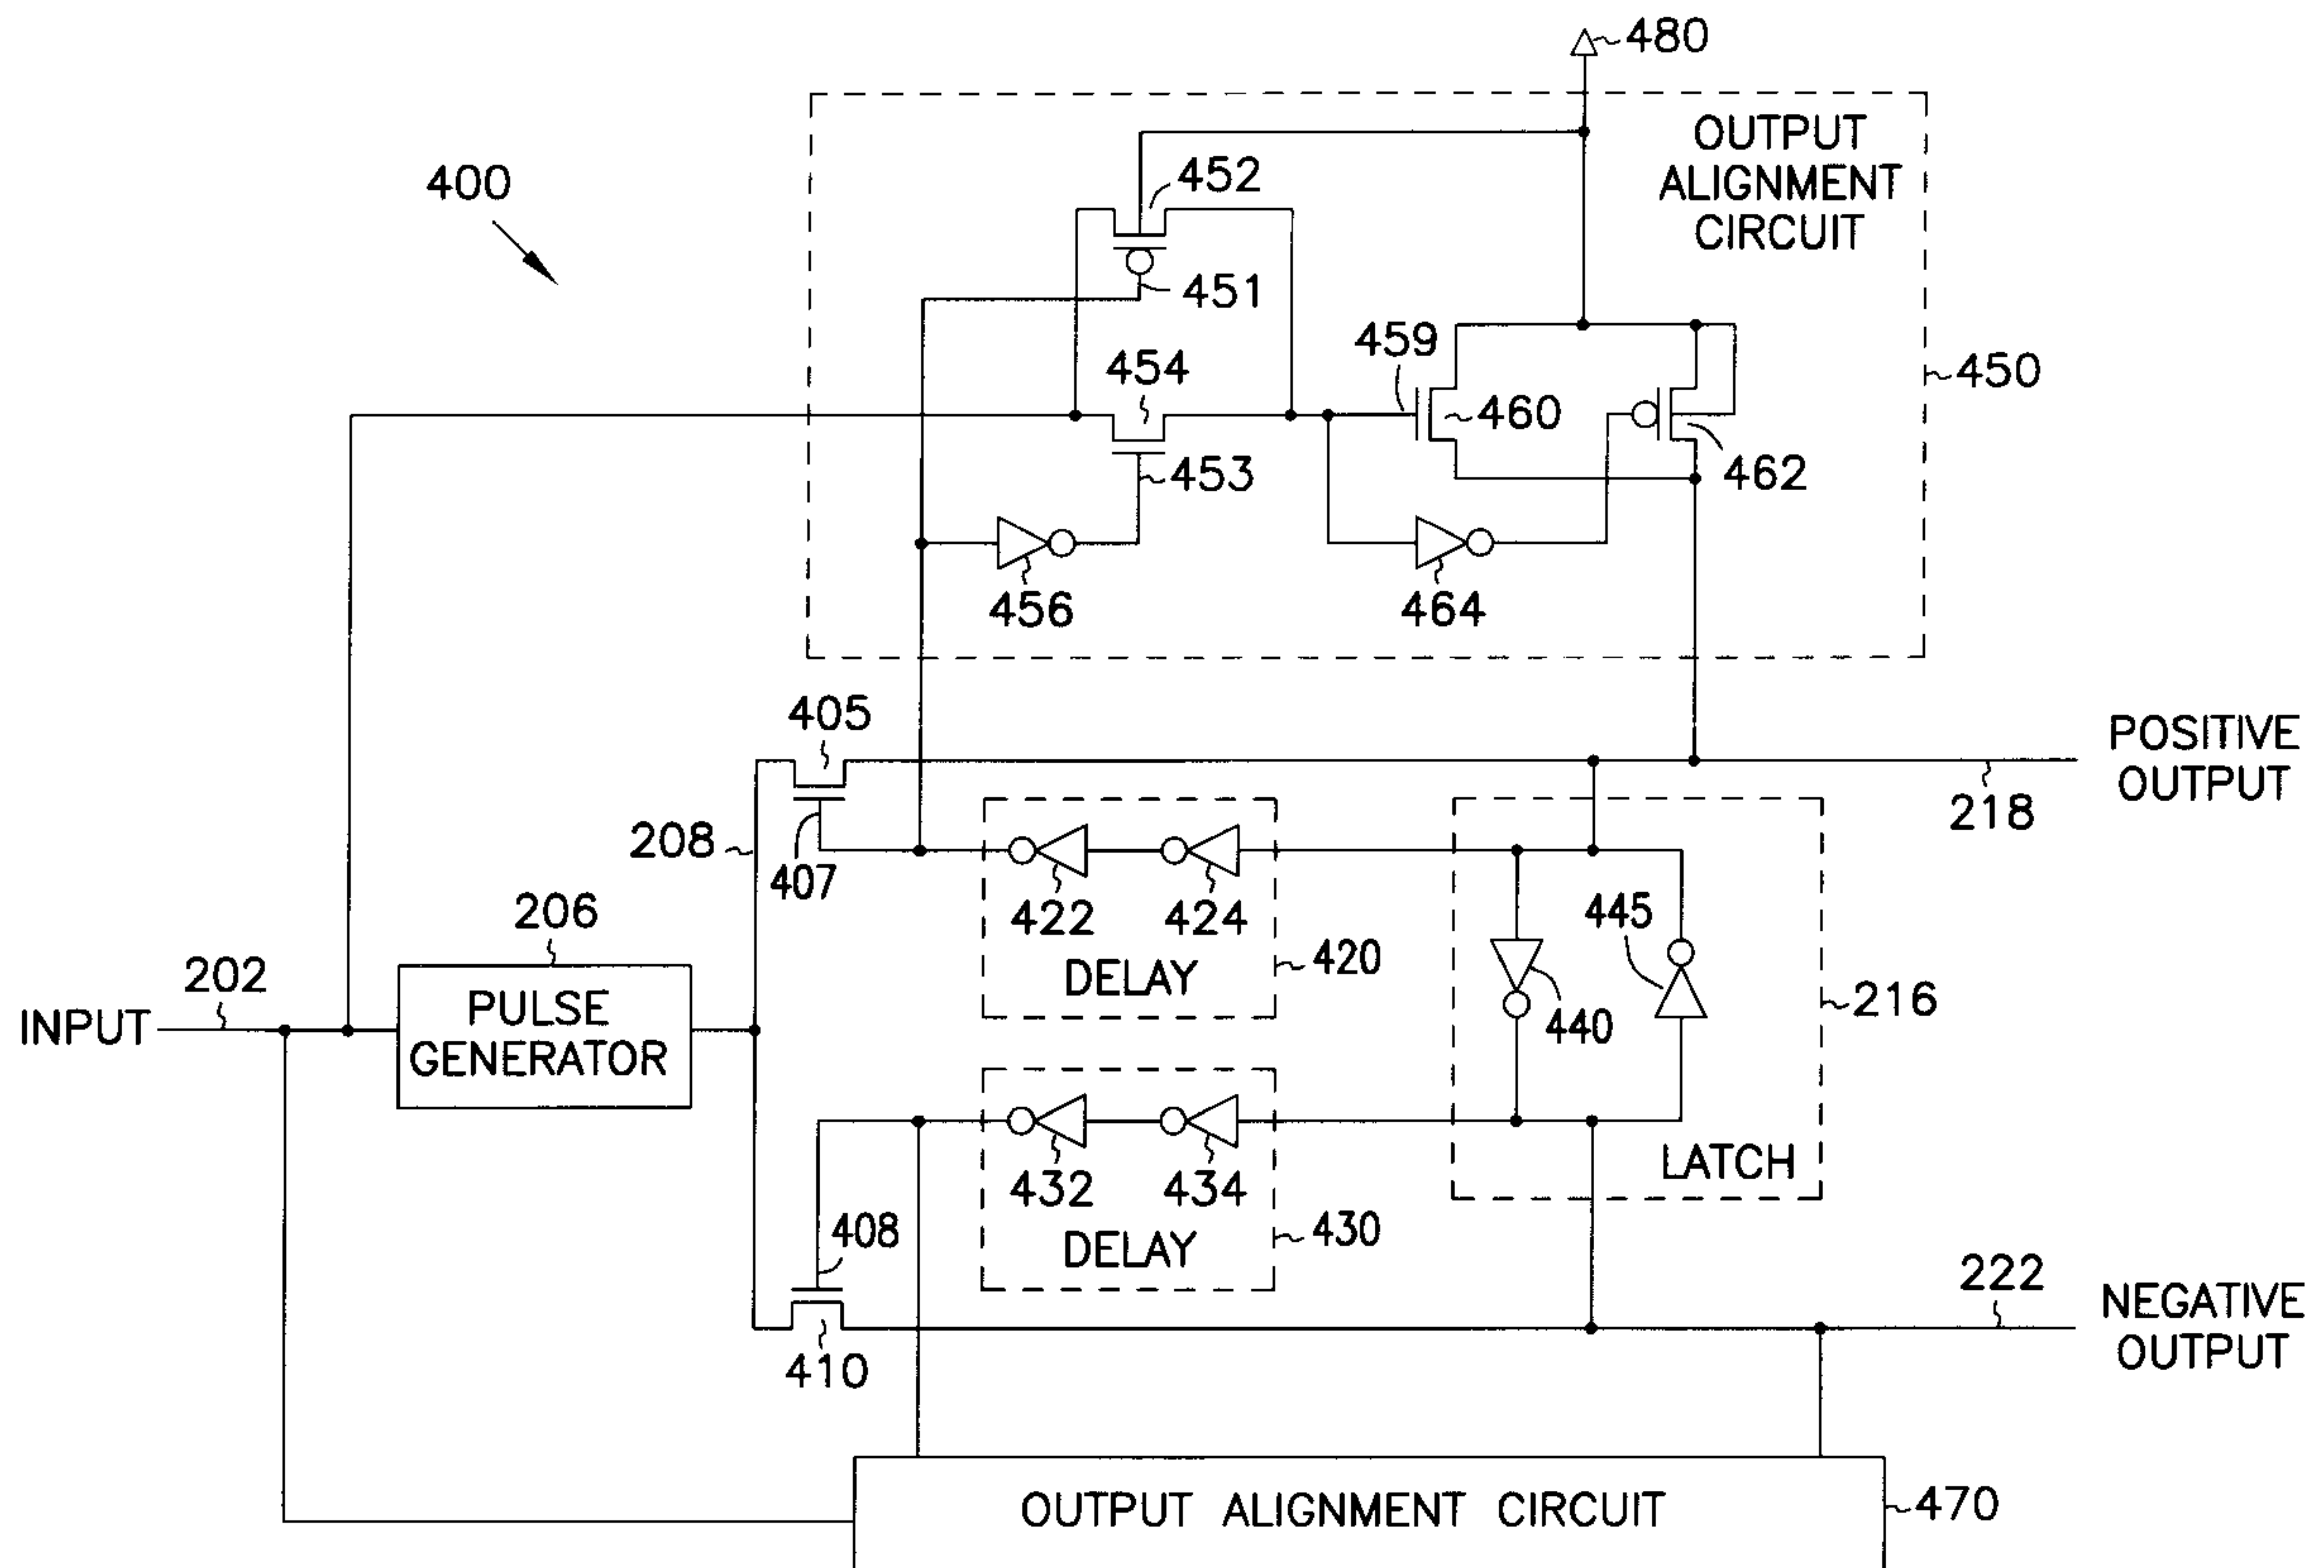 480
OUTPUT
ALIGNMENT
CIRCUIT
400
452
451
459
454
460
450
453
462
456
464
405
POSITIVE
OUTPUT
218
208
407
422
424
445
206
420
DELAY
202
INPUT
PULSE
GENERATOR
440
216
432
434
LATCH
408
DELAY
430
222
NEGATIVE
OUTPUT
410
OUTPUT ALIGNMENT CIRCUIT
470